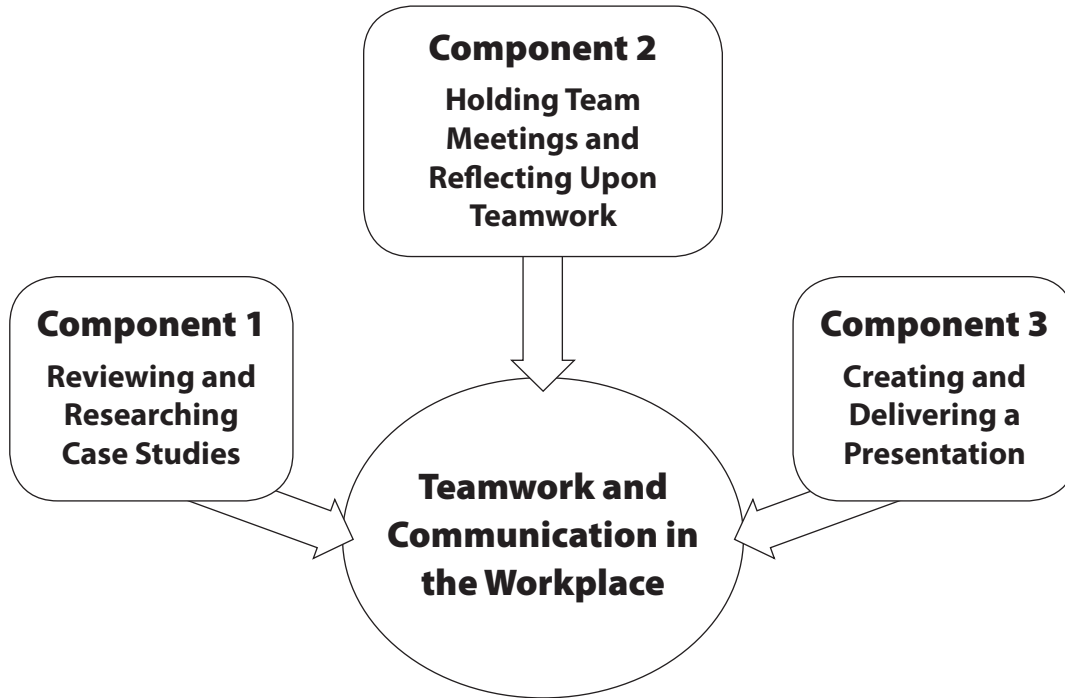 Component 2
Holding Team
Meetings and
Reflecting Upon
Teamwork
Component 1
Reviewing and
Researching
Case Studies
Component 3
Creating and
Delivering a
Presentation
Teamwork and
Communication in
the Workplace